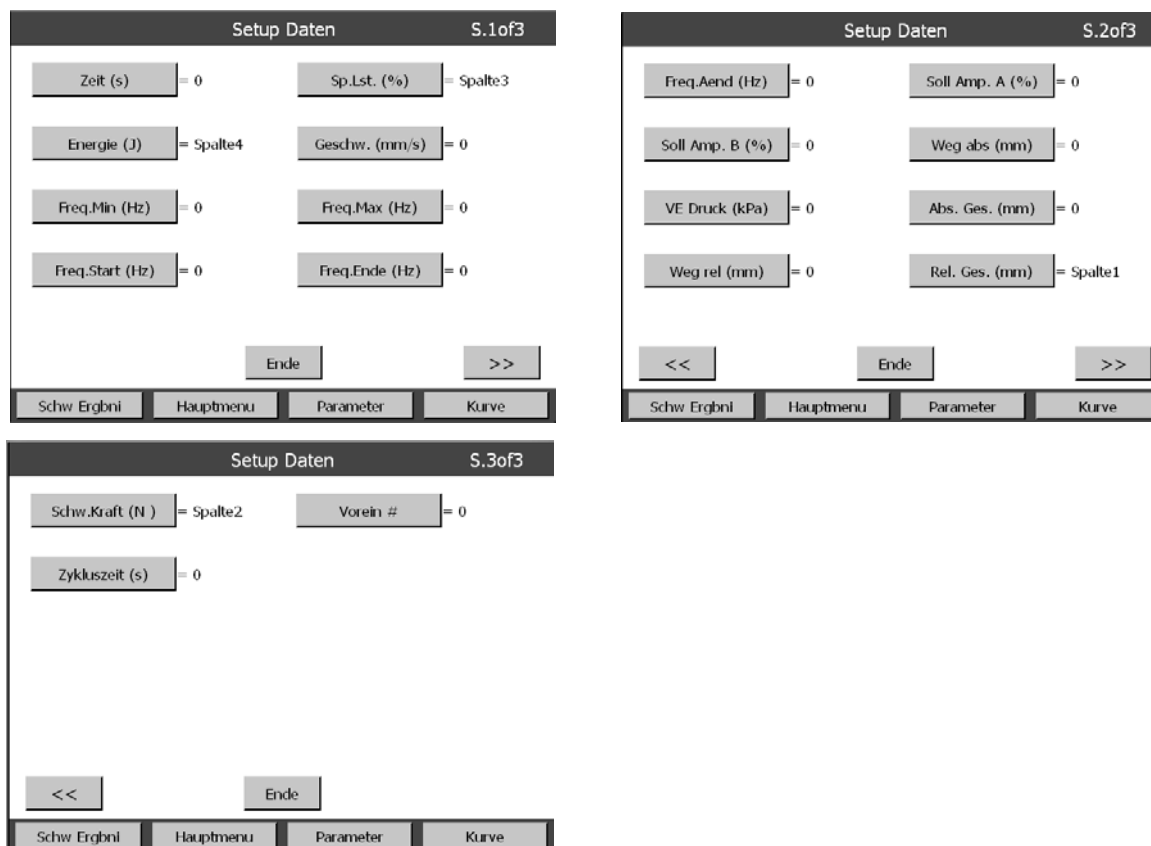 Setup Daten S.1of3
Zeit (s) = 0 Sp.Lst. (%) = Spalte3
Energie (J) = Spalte4 Geschw. (mm/s) = 0
Freq.Min (Hz) = 0 Freq.Max (Hz) = 0
Freq.Start (Hz) = 0 Freq.Ende (Hz) = 0
Ende >>
Schw Ergbni Hauptmenu Parameter Kurve
Setup Daten S.2of3
Freq.Aend (Hz) = 0 Soll Amp. A (%) = 0
Soll Amp. B (%) = 0 Weg abs (mm) = 0
VE Druck (kPa) = 0 Abs. Ges. (mm) = 0
Weg rel (mm) = 0 Rel. Ges. (mm) = Spalte1
<< Ende >>
Schw Ergbni Hauptmenu Parameter Kurve
Setup Daten S.3of3
Schw.Kraft (N ) = Spalte2 Vorein # = 0
Zykluszeit (s) = 0
<< Ende
Schw Ergbni Hauptmenu Parameter Kurve